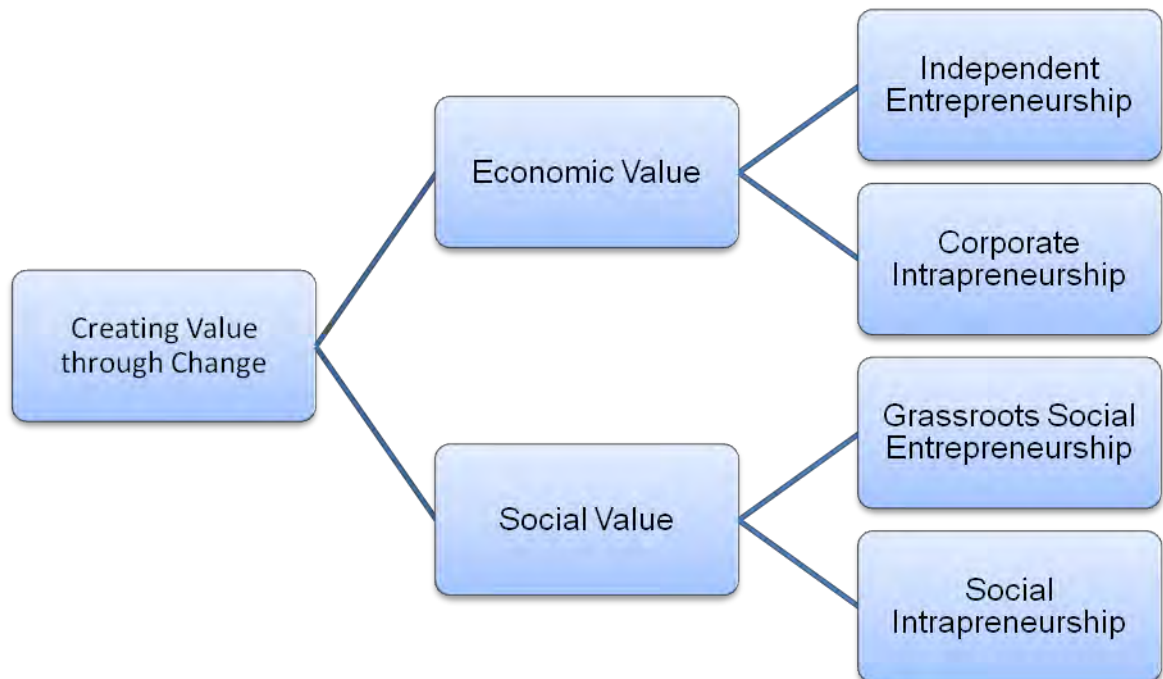 Creating Value
through Change
Economic Value
Social Value
Independent
Entrepreneurship
Corporate
Intrapreneurship
Grassroots Social
Entrepreneurship
Social
Intrapreneurship